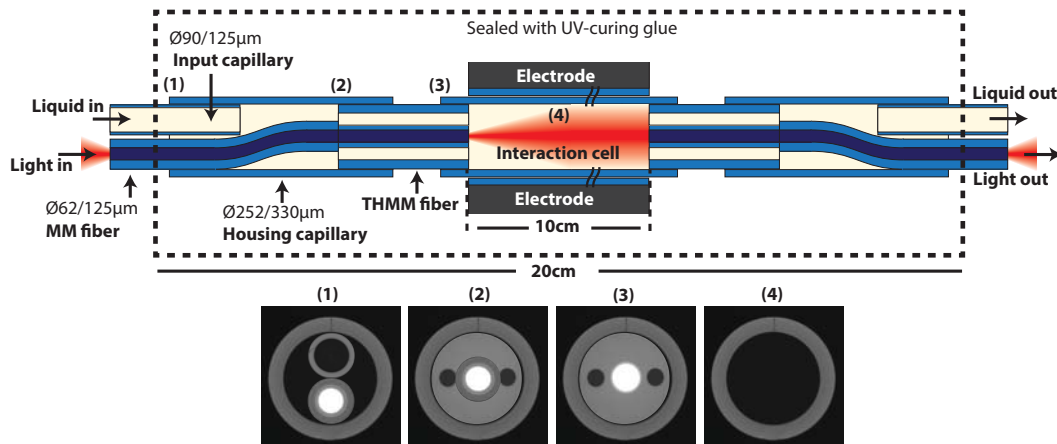 Sealed with UV-curing glue
Ø90/125µm
Input capillary
(1)
(2)
(3)
Electrode
Liquid in
Liquid out
(4)
Light in
Interaction cell
Light out
Ø62/125µm
MM fiber
Ø252/330µm
Housing capillary
THMM fiber
Electrode
10cm
20cm
(1)
(2)
(3)
(4)